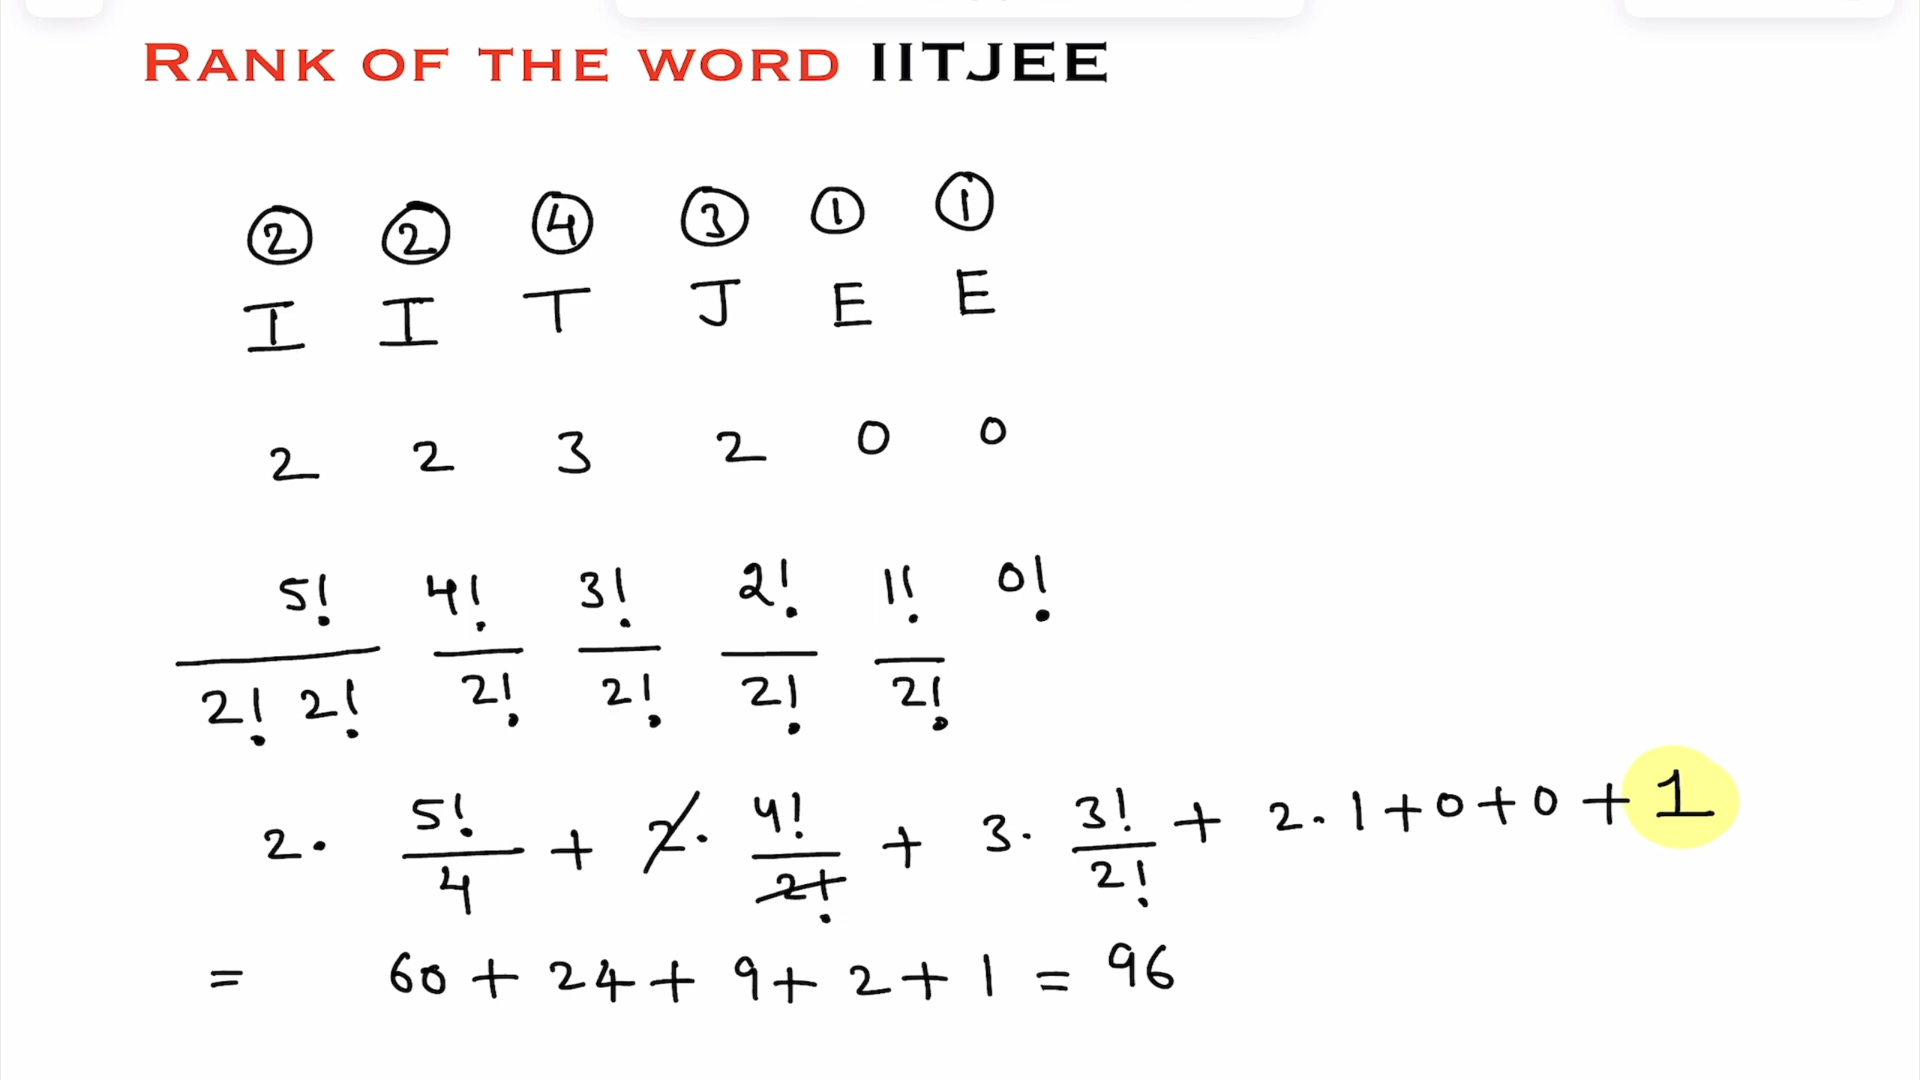 RANK OF THE WORD IITJEE
② ② ④ ③ ① ①
I I T J E E
2 2 3 2 0 0
5! 4! 3! 2! 1! 0!
2! 2! 2! 2! 2! 2!
2 · 5!/4 + 2 · 4!/2! + 3 · 3!/2! + 2 · 1 + 0 + 0 + 1
= 60 + 24 + 9 + 2 + 1 = 96